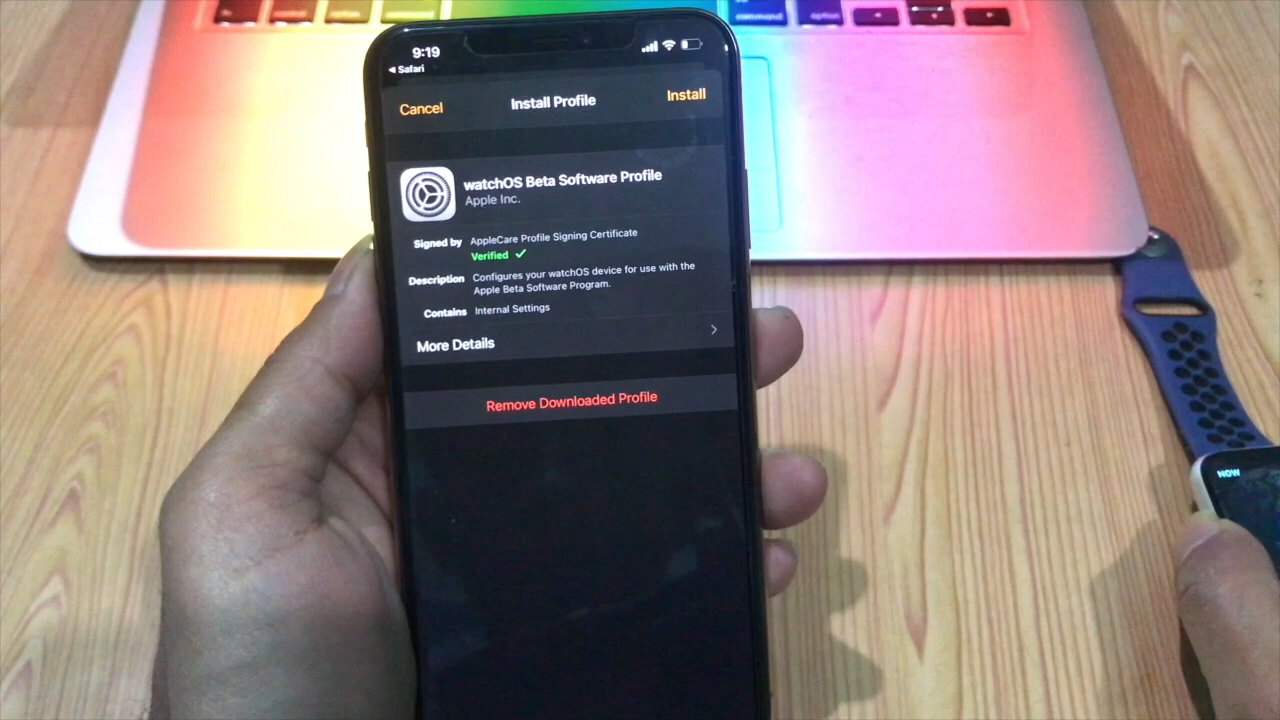 command
option
9:19
◀ Safari
Cancel
Install Profile
Install
watchOS Beta Software Profile
Apple Inc.
Signed by AppleCare Profile Signing Certificate
Verified ✓
Description Configures your watchOS device for use with the
Apple Beta Software Program.
Contains Internal Settings
More Details
Remove Downloaded Profile
NOW